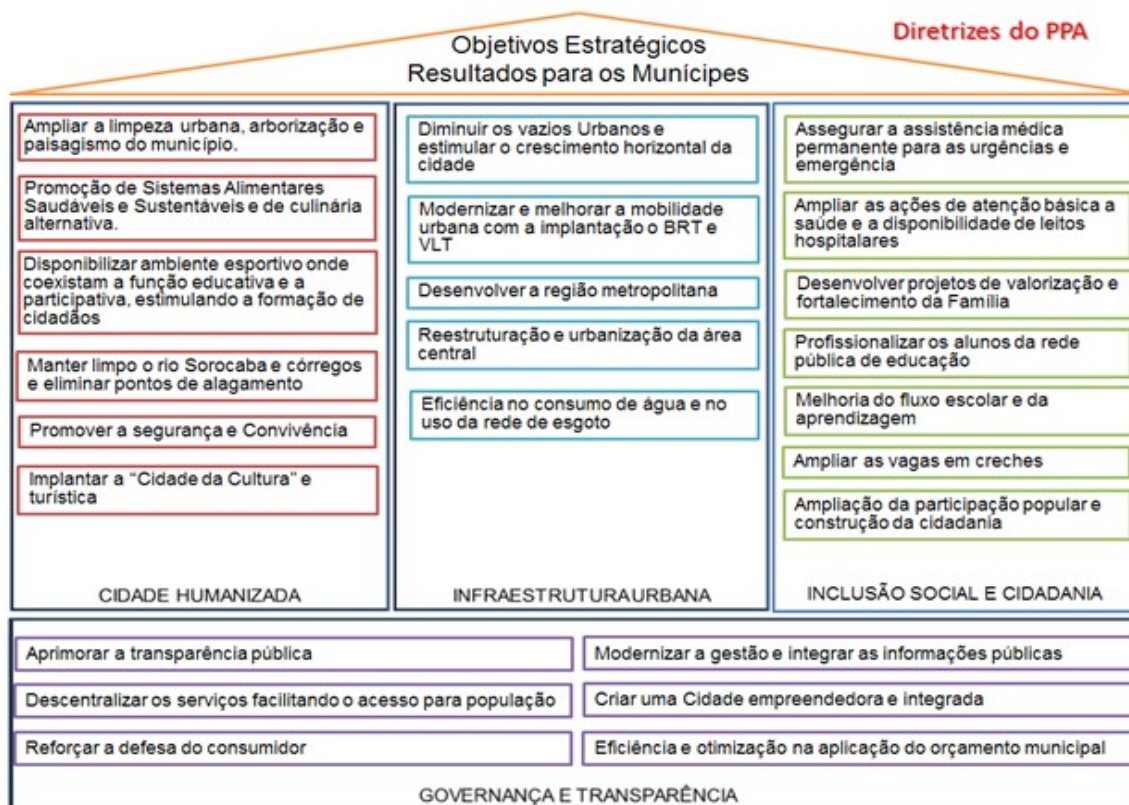 Diretrizes do PPA
Objetivos Estratégicos
Resultados para os Munícipes
Ampliar a limpeza urbana, arborização e
paisagismo do município.
Promoção de Sistemas Alimentares
Saudáveis e Sustentáveis e de culinária
alternativa.
Disponibilizar ambiente esportivo onde
coexistam a função educativa e a
participativa, estimulando a formação de
cidadãos
Manter limpo o rio Sorocaba e córregos
e eliminar pontos de alagamento
Promover a segurança e Convivência
Implantar a “Cidade da Cultura” e
turística
CIDADE HUMANIZADA
Diminuir os vazios Urbanos e
estimular o crescimento horizontal da
cidade
Modernizar e melhorar a mobilidade
urbana com a implantação o BRT e
VLT
Desenvolver a região metropolitana
Reestruturação e urbanização da área
central
Eficiência no consumo de água e no
uso da rede de esgoto
INFRAESTRUTURA URBANA
Assegurar a assistência médica
permanente para as urgências e
emergência
Ampliar as ações de atenção básica a
saúde e a disponibilidade de leitos
hospitalares
Desenvolver projetos de valorização e
fortalecimento da Família
Profissionalizar os alunos da rede
pública de educação
Melhoria do fluxo escolar e da
aprendizagem
Ampliar as vagas em creches
Ampliação da participação popular e
construção da cidadania
INCLUSÃO SOCIAL E CIDADANIA
Aprimorar a transparência pública
Descentralizar os serviços facilitando o acesso para população
Reforçar a defesa do consumidor
Modernizar a gestão e integrar as informações públicas
Criar uma Cidade empreendedora e integrada
Eficiência e otimização na aplicação do orçamento municipal
GOVERNANÇA E TRANSPARÊNCIA